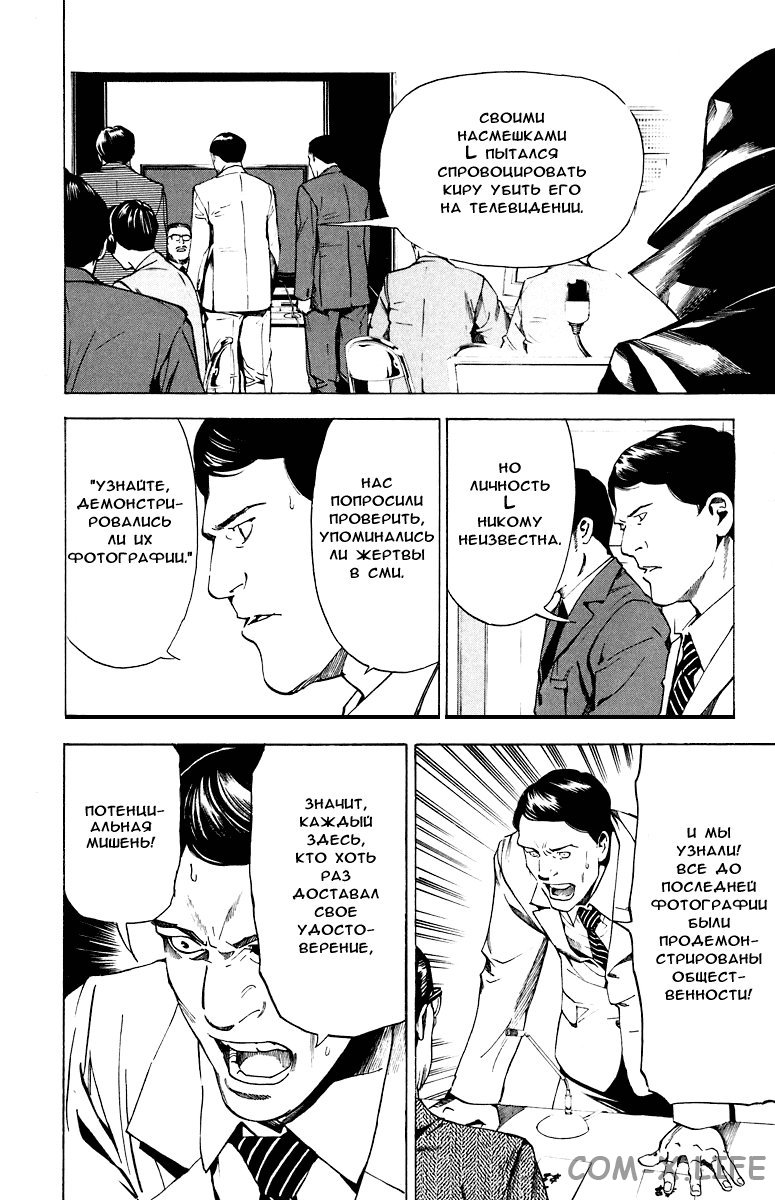 СВОИМИ
НАСМЕШКАМИ
L ПЫТАЛСЯ
СПРОВОЦИРОВАТЬ
КИРУ УБИТЬ ЕГО
НА ТЕЛЕВИДЕНИИ.
НО
ЛИЧНОСТЬ
L
НИКОМУ
НЕИЗВЕСТНА.
НАС
ПОПРОСИЛИ
ПРОВЕРИТЬ,
УПОМИНАЛИСЬ
ЛИ ЖЕРТВЫ
В СМИ.
"УЗНАЙТЕ,
ДЕМОНСТРИ-
РОВАЛИСЬ
ЛИ ИХ
ФОТОГРАФИИ."
И МЫ
УЗНАЛИ!
ВСЕ ДО
ПОСЛЕДНЕЙ
ФОТОГРАФИИ
БЫЛИ
ПРОДЕМОН-
СТРИРОВАНЫ
ОБЩЕСТ-
ВЕННОСТИ!
ЗНАЧИТ,
КАЖДЫЙ
ЗДЕСЬ,
КТО ХОТЬ
РАЗ
ДОСТАВАЛ
СВОЕ
УДОСТО-
ВЕРЕНИЕ,
ПОТЕНЦИ-
АЛЬНАЯ
МИШЕНЬ!
COM-X.LIFE